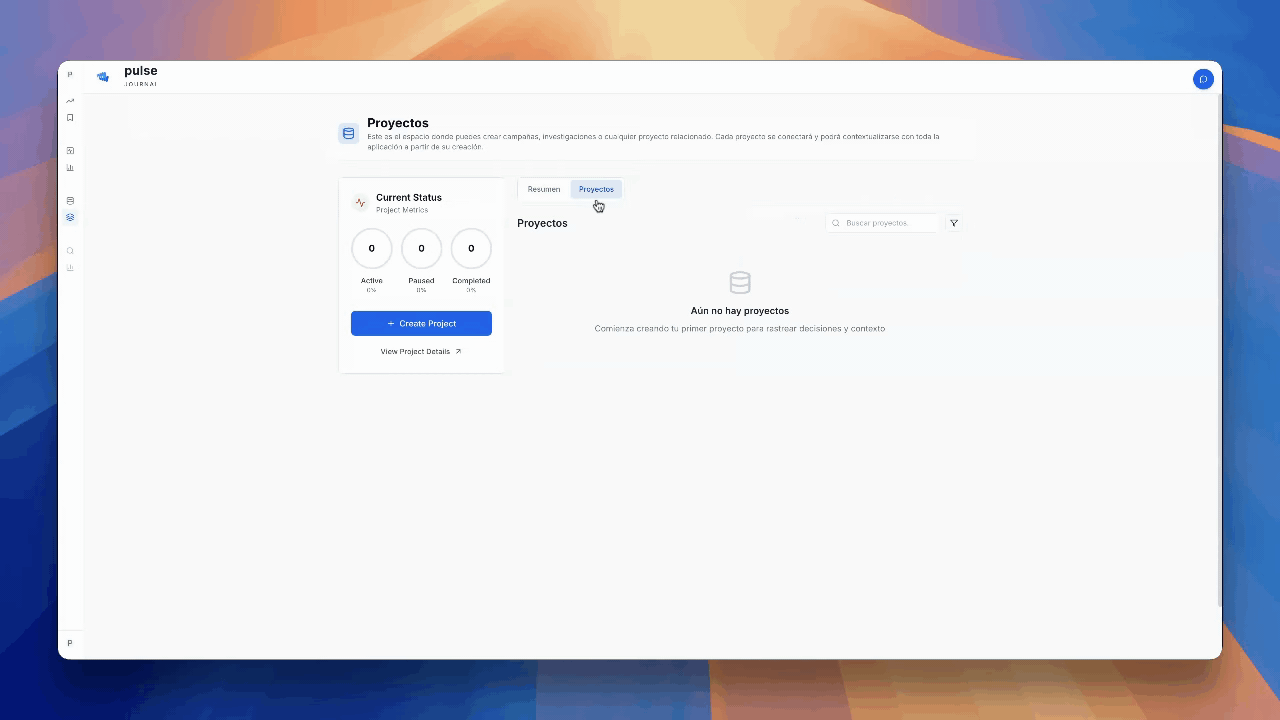 P
pulse
JOURNAL
Proyectos
Este es el espacio donde puedes crear campañas, investigaciones o cualquier proyecto relacionado. Cada proyecto se conectará y podrá contextualizarse con toda la
aplicación a partir de su creación.
Current Status
Project Metrics
0
0
0
Active
Paused
Completed
0%
0%
0%
+ Create Project
View Project Details
Resumen
Proyectos
Proyectos
Buscar proyectos.
Aún no hay proyectos
Comienza creando tu primer proyecto para rastrear decisiones y contexto
P